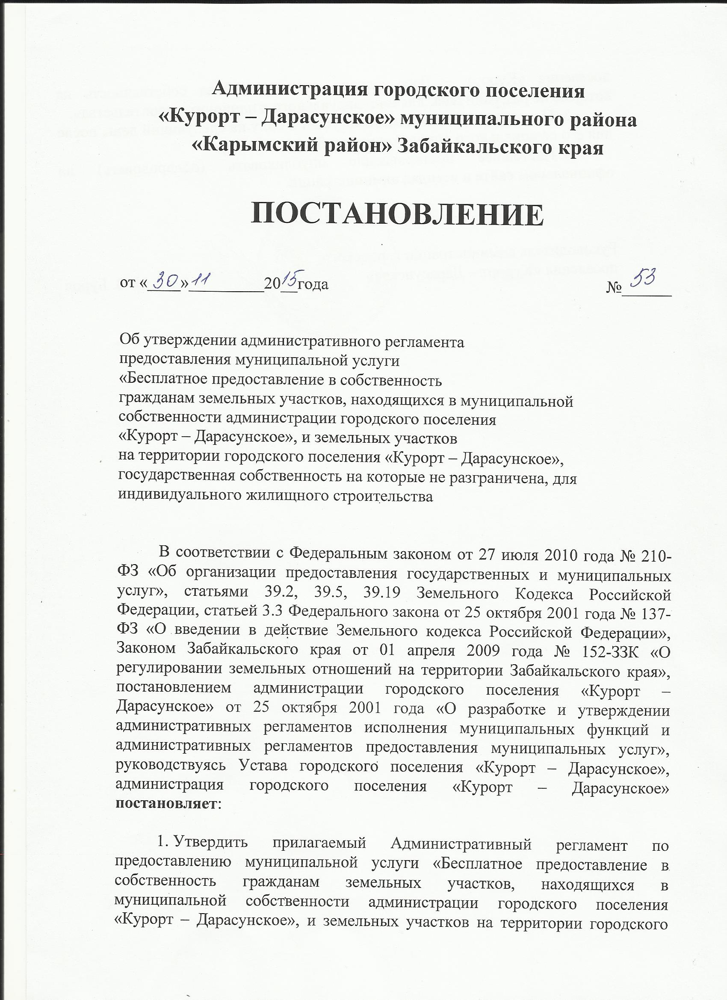 Администрация городского поселения
«Курорт – Дарасунское» муниципального района
«Карымский район» Забайкальского края
ПОСТАНОВЛЕНИЕ
от «30» 11 2015 года №53
Об утверждении административного регламента
предоставления муниципальной услуги
«Бесплатное предоставление в собственность
гражданам земельных участков, находящихся в муниципальной
собственности администрации городского поселения
«Курорт – Дарасунское», и земельных участков
на территории городского поселения «Курорт – Дарасунское»,
государственная собственность на которые не разграничена, для
индивидуального жилищного строительства
В соответствии с Федеральным законом от 27 июля 2010 года № 210-
ФЗ «Об организации предоставления государственных и муниципальных
услуг», статьями 39.2, 39.5, 39.19 Земельного Кодекса Российской
Федерации, статьей 3.3 Федерального закона от 25 октября 2001 года № 137-
ФЗ «О введении в действие Земельного кодекса Российской Федерации»,
Законом Забайкальского края от 01 апреля 2009 года № 152-ЗЗК «О
регулировании земельных отношений на территории Забайкальского края»,
постановлением администрации городского поселения «Курорт –
Дарасунское» от 25 октября 2001 года «О разработке и утверждении
административных регламентов исполнения муниципальных функций и
административных регламентов предоставления муниципальных услуг»,
руководствуясь Устава городского поселения «Курорт – Дарасунское»,
администрация городского поселения «Курорт – Дарасунское»
постановляет:
1. Утвердить прилагаемый Административный регламент по
предоставлению муниципальной услуги «Бесплатное предоставление в
собственность гражданам земельных участков, находящихся в
муниципальной собственности администрации городского поселения
«Курорт – Дарасунское», и земельных участков на территории городского